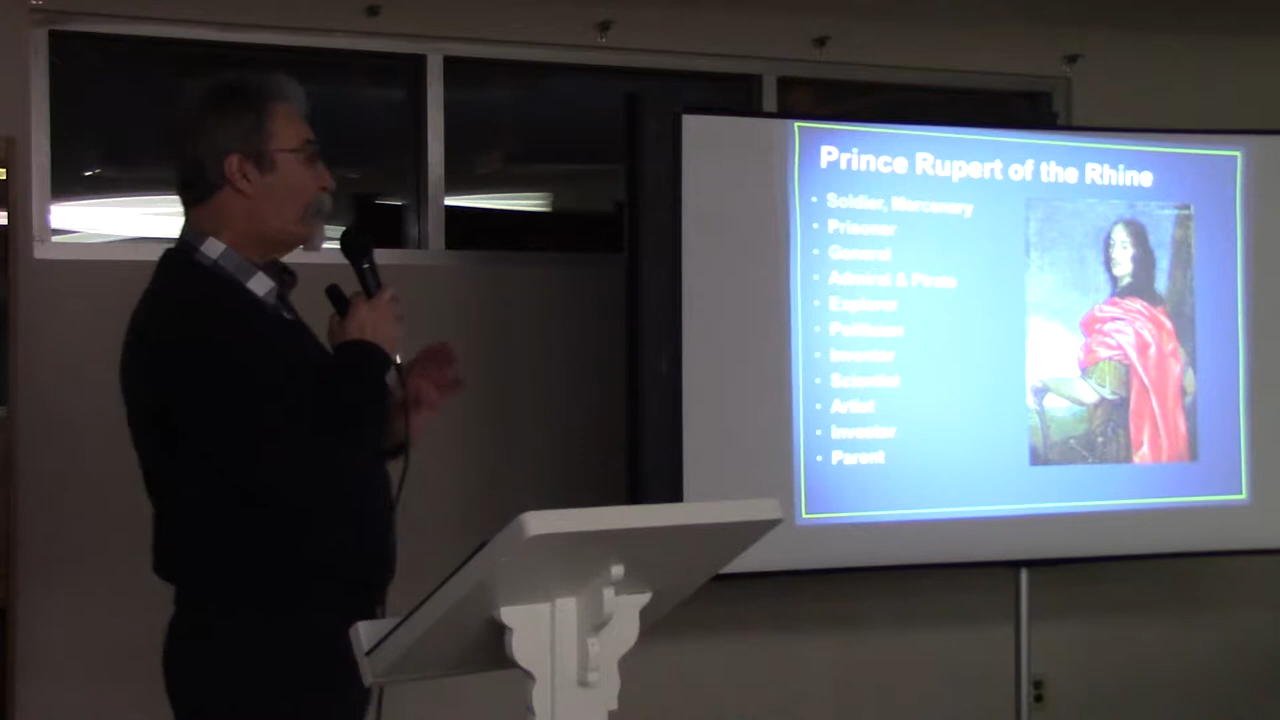 Prince Rupert of the Rhine
• Soldier, Mercenary
• Prisoner
• General
• Admiral & Pirate
• Explorer
• Politician
• Inventor
• Scientist
• Artist
• Investor
• Parent